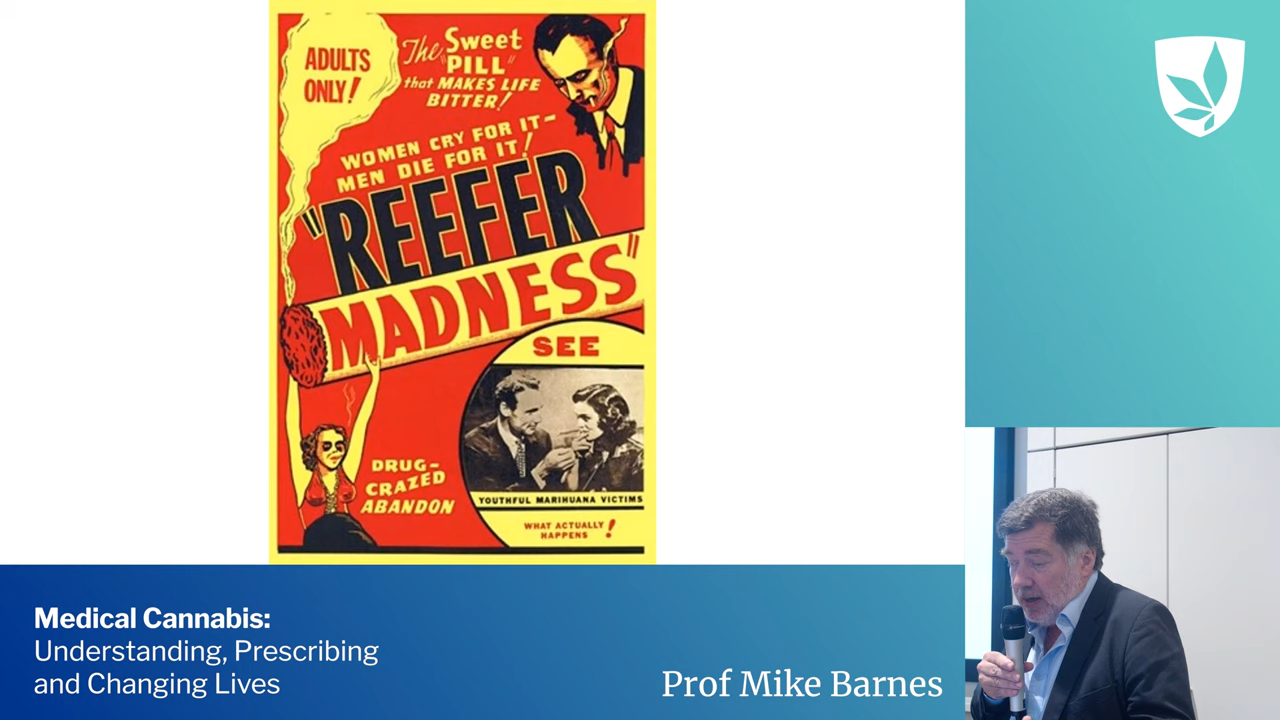 ADULTS
ONLY!
The Sweet
"PILL"
that MAKES LIFE
BITTER!
WOMEN CRY FOR IT-
MEN DIE FOR IT!
"REEFER
MADNESS"
SEE
DRUG-
CRAZED
ABANDON
YOUTHFUL MARIHUANA VICTIMS
WHAT ACTUALLY
HAPPENS!
Medical Cannabis:
Understanding, Prescribing
and Changing Lives
Prof Mike Barnes